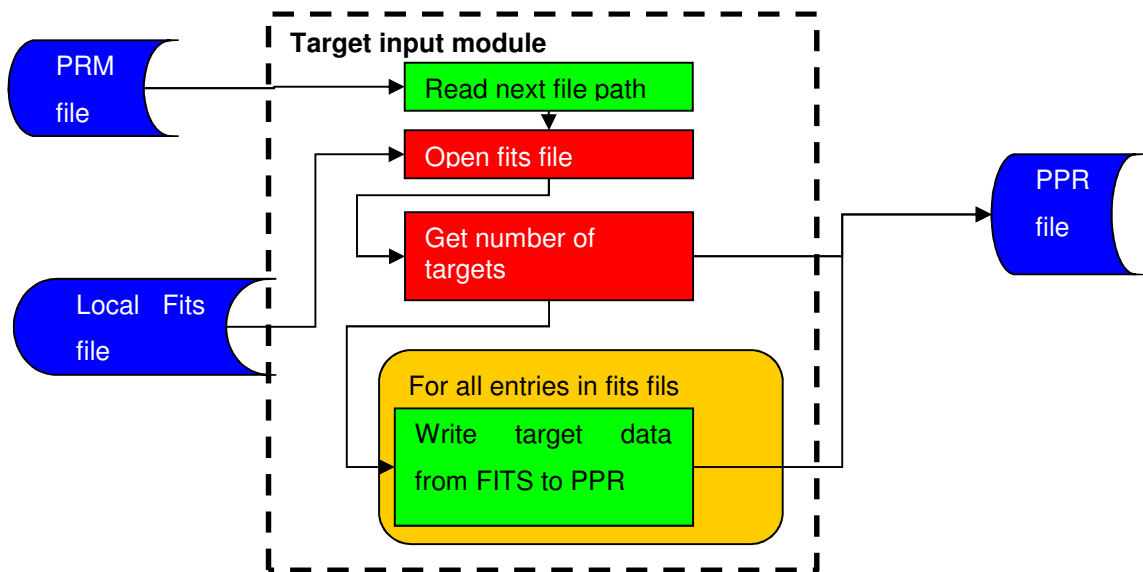 Target input module
PRM
file
Read next file path
Open fits file
PPR
file
Get number of
targets
Local Fits
file
For all entries in fits fils
Write target data
from FITS to PPR